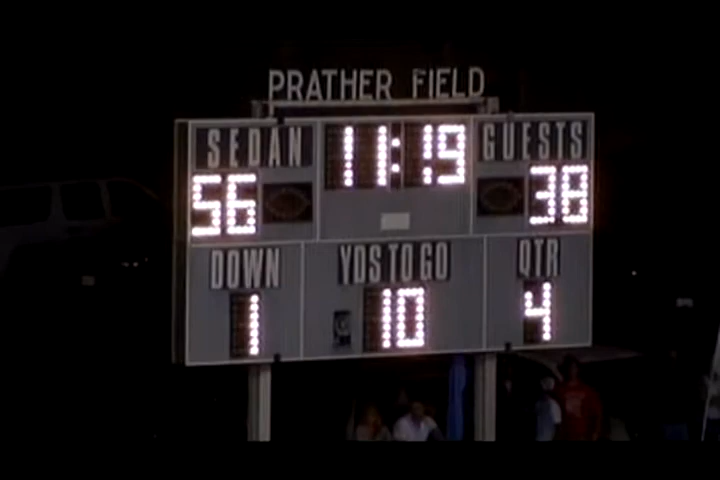 PRATHER FIELD
SEDAN 11:19 GUESTS
56 38
DOWN YDS TO GO QTR
1 10 4